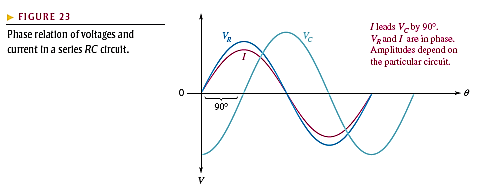 ► FIGURE 23
Phase relation of voltages and
current in a series RC circuit.
V_R
V_C
I
I leads V_C by 90°.
V_R and I are in phase.
Amplitudes depend on
the particular circuit.
0
90°
θ
V